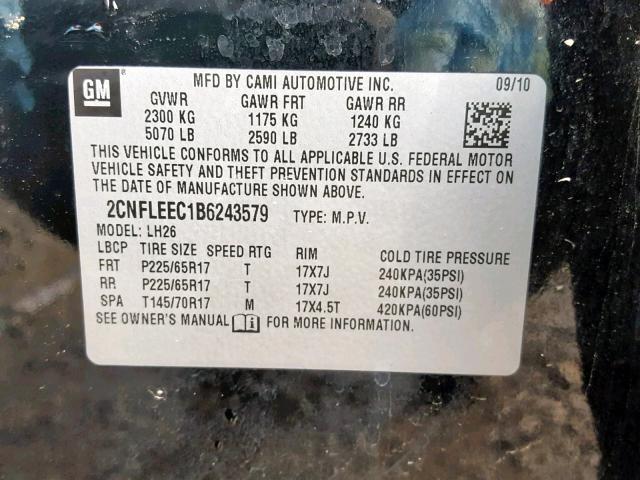 GM ® MFD BY CAMI AUTOMOTIVE INC. 09/10
GVWR GAWR FRT GAWR RR
2300 KG 1175 KG 1240 KG
5070 LB 2590 LB 2733 LB
THIS VEHICLE CONFORMS TO ALL APPLICABLE U.S. FEDERAL MOTOR
VEHICLE SAFETY AND THEFT PREVENTION STANDARDS IN EFFECT ON
THE DATE OF MANUFACTURE SHOWN ABOVE.
2CNFLEEC1B6243579 TYPE: M.P.V.
MODEL: LH26
LBCP TIRE SIZE SPEED RTG RIM COLD TIRE PRESSURE
FRT P225/65R17 T 17X7J 240KPA(35PSI)
RR P225/65R17 T 17X7J 240KPA(35PSI)
SPA T145/70R17 M 17X4.5T 420KPA(60PSI)
SEE OWNER'S MANUAL i FOR MORE INFORMATION.